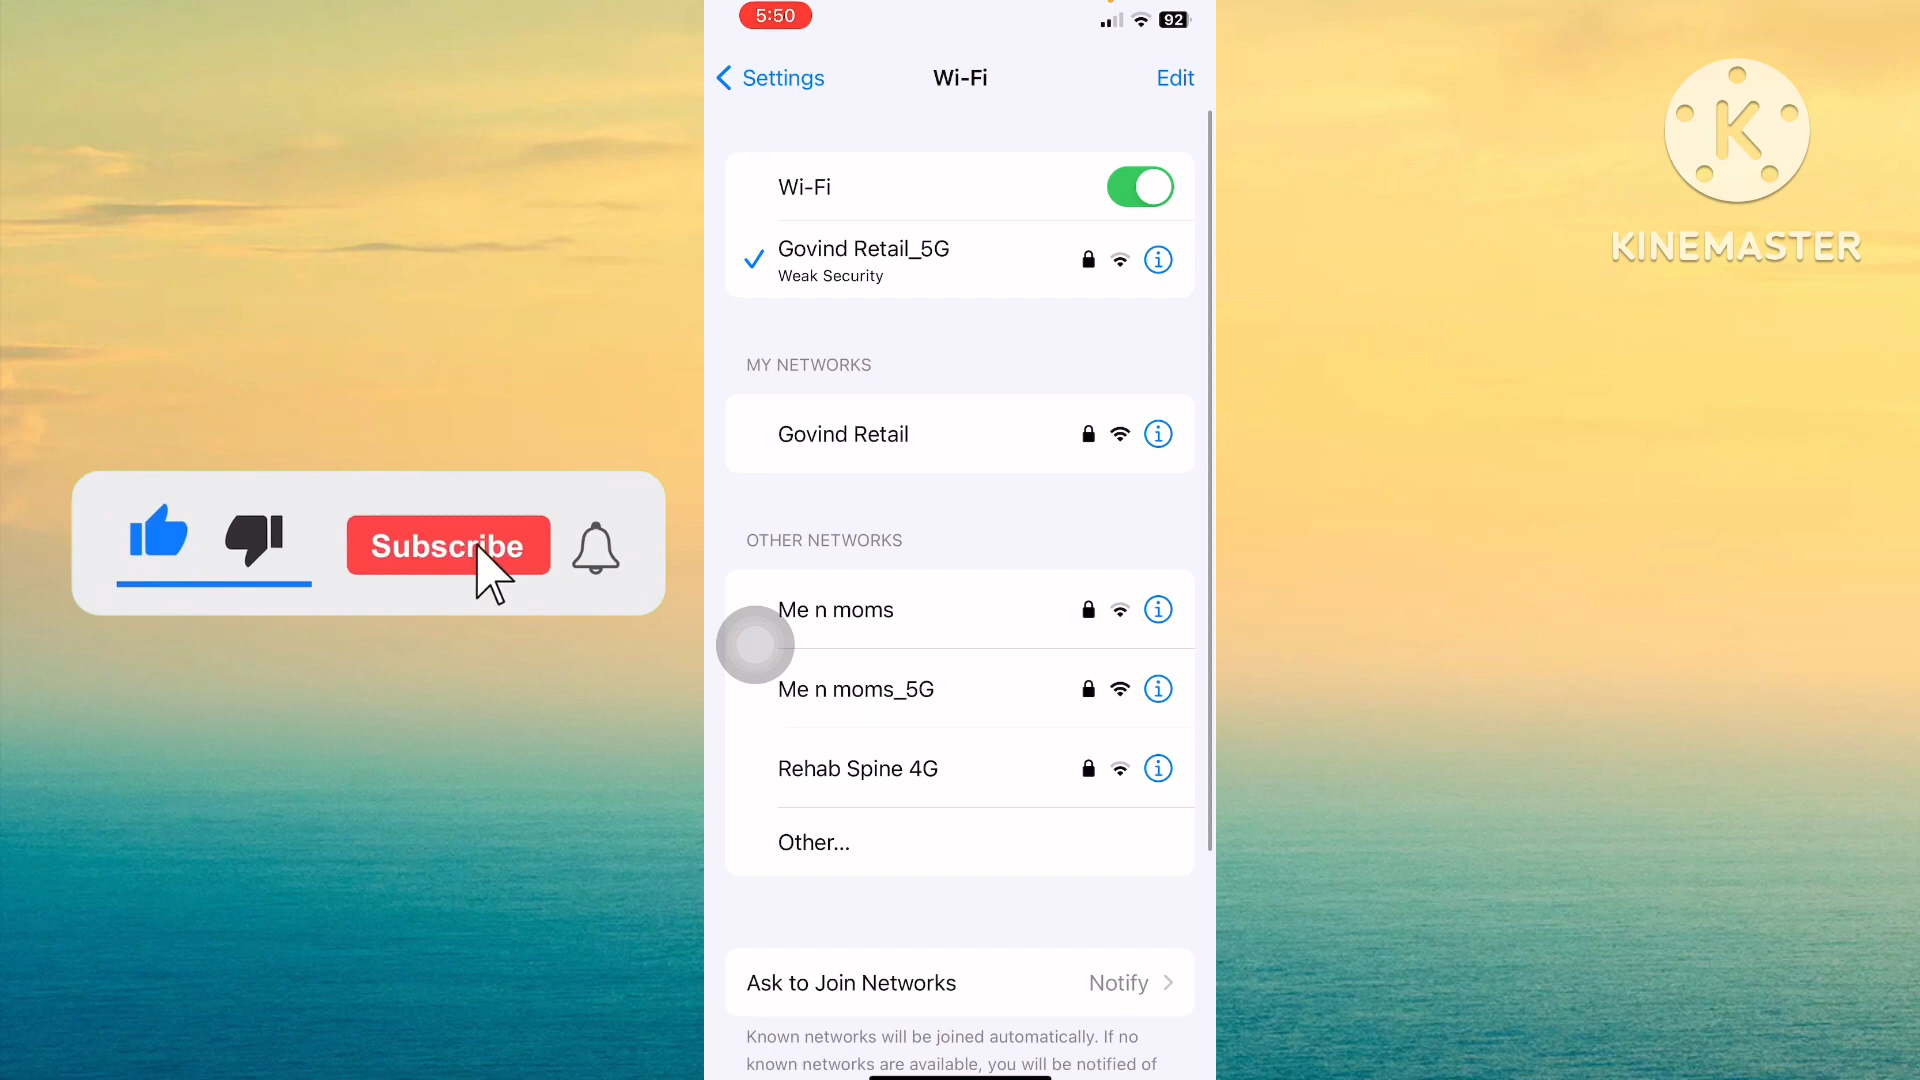 5:50
92
Settings
Wi-Fi
Edit
Wi-Fi
Govind Retail_5G
Weak Security
MY NETWORKS
Govind Retail
OTHER NETWORKS
Me n moms
Me n moms_5G
Rehab Spine 4G
Other...
Ask to Join Networks
Notify
Known networks will be joined automatically. If no
known networks are available, you will be notified of
Subscribe
K
KINEMASTER